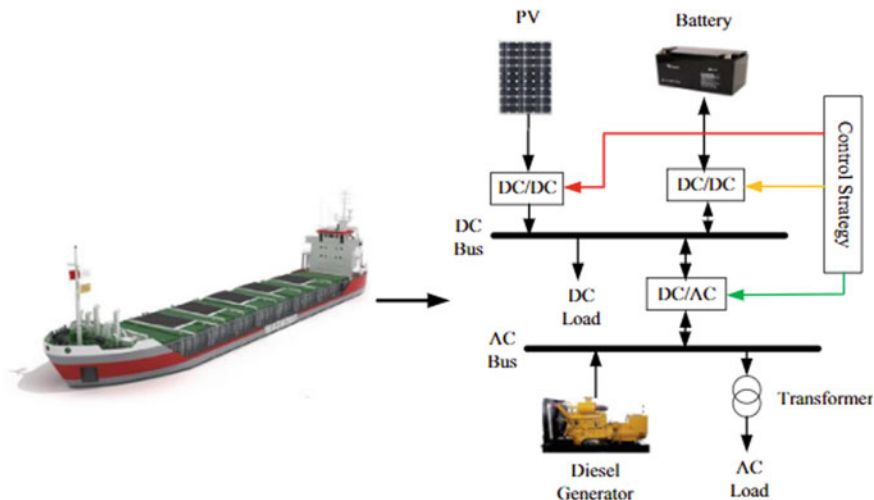 PV
Battery
DC/DC
DC/DC
Control Strategy
DC
Bus
DC
Load
DC/AC
AC
Bus
Transformer
Diesel
Generator
AC
Load